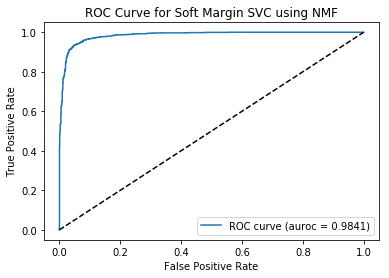 ROC Curve for Soft Margin SVC using NMF
True Positive Rate
1.0
0.8
0.6
0.4
0.2
0.0
ROC curve (auroc = 0.9841)
0.0 0.2 0.4 0.6 0.8 1.0
False Positive Rate